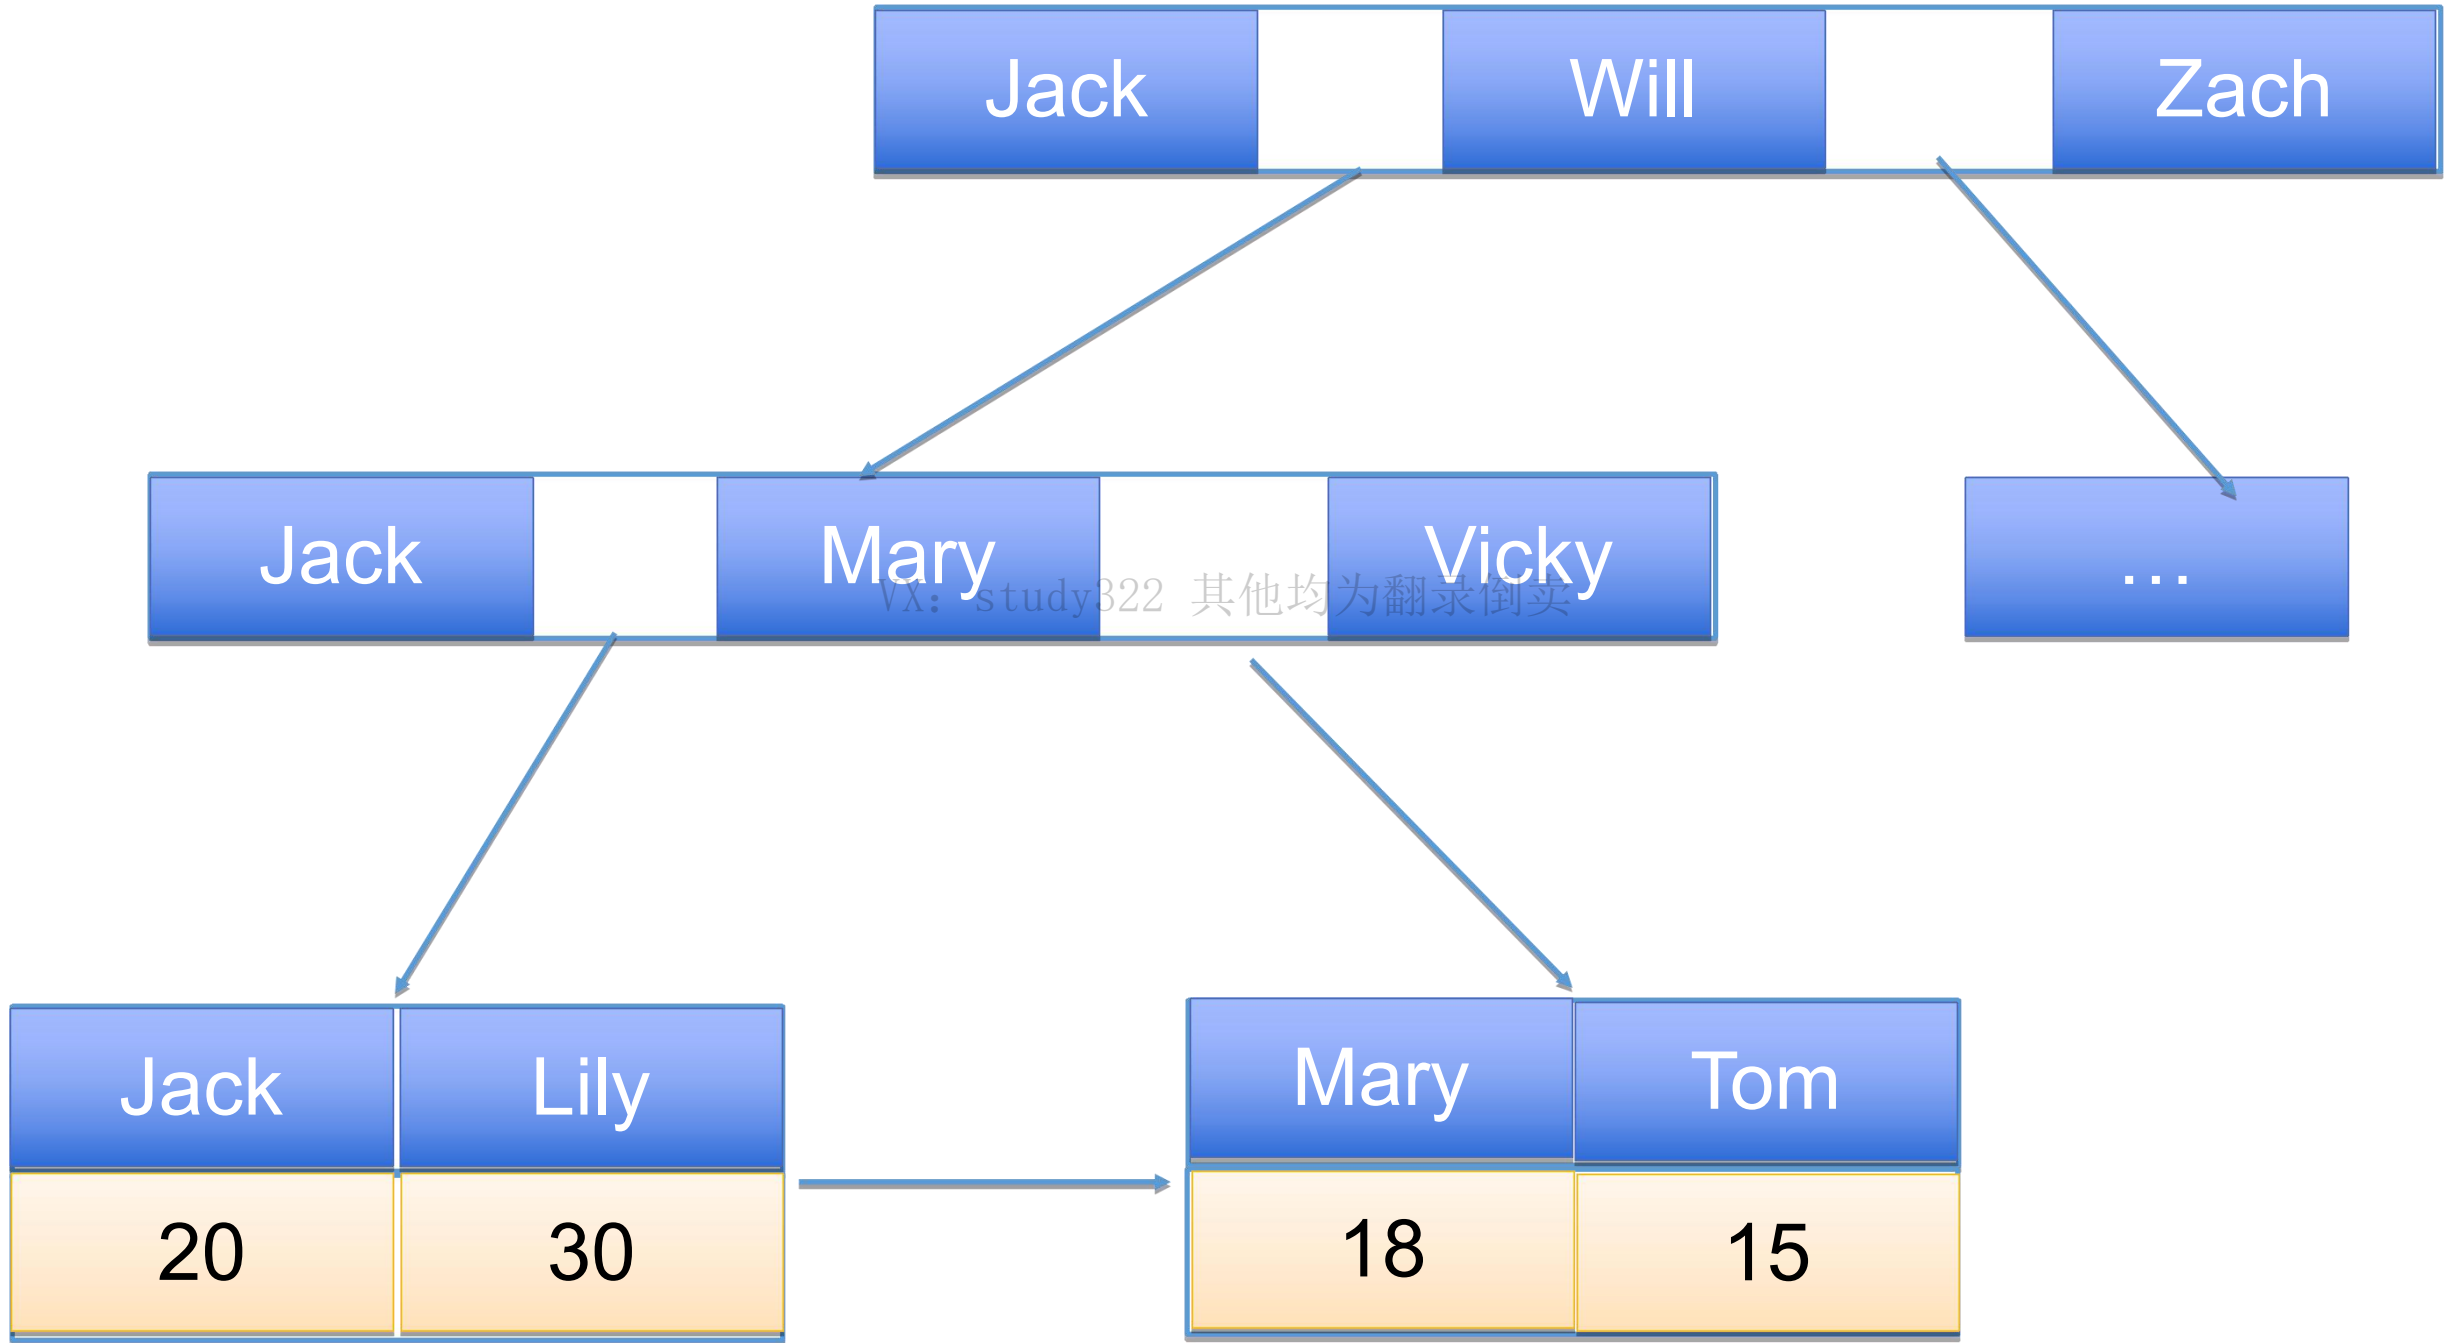 Jack Will Zach
Jack Mary Vicky ...
VX: study322 其他均为翻录倒卖
Jack Lily Mary Tom
20 30 18 15